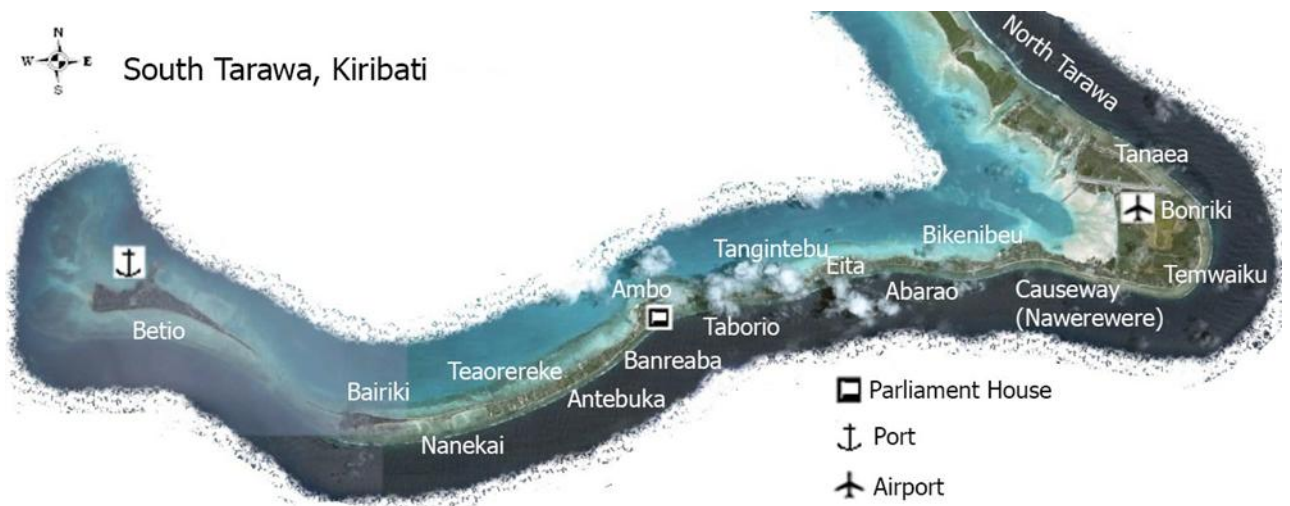 N
W E
S
South Tarawa, Kiribati
North Tarawa
Tanaea
Bonriki
Bikenibeu
Tangintebu
Eita
Temwaiku
Ambo
Abarao
Causeway
(Nawerewere)
Taborio
Betio
Banreaba
Teaorereke
Bairiki
Antebuka
Nanekai
Parliament House
Port
Airport